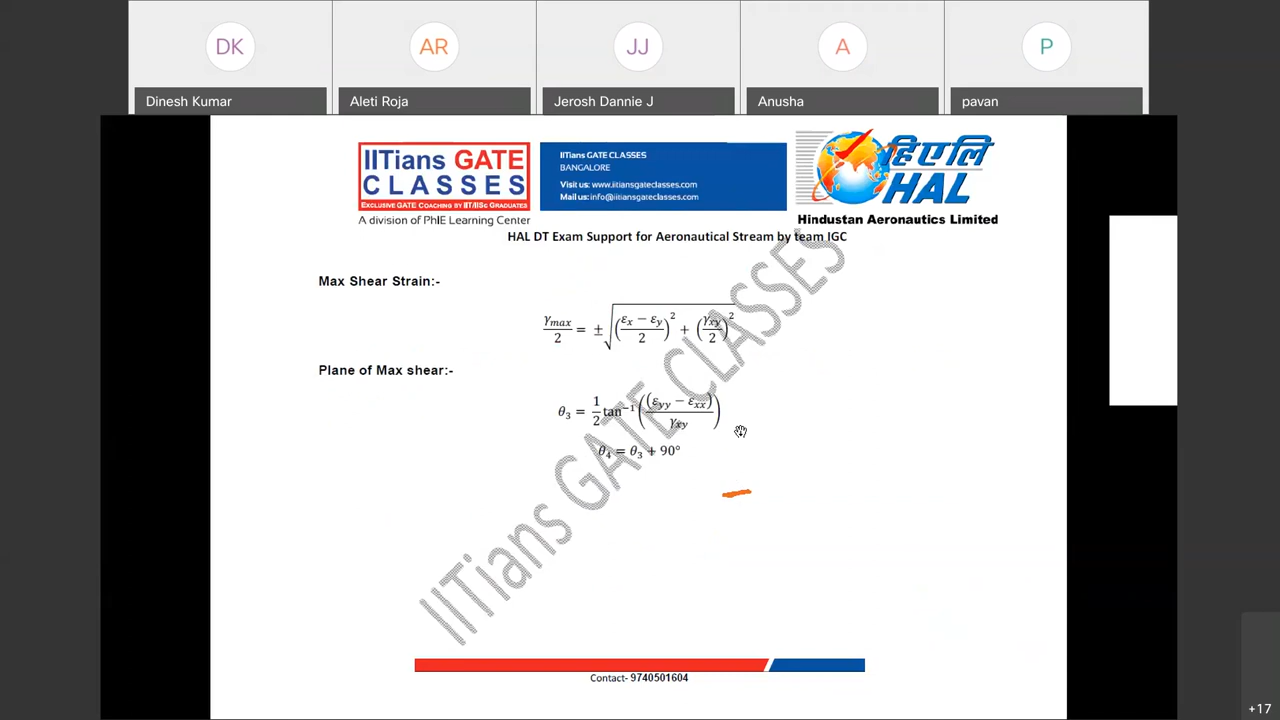 DK
AR
JJ
A
P
Dinesh Kumar
Aleti Roja
Jerosh Dannie J
Anusha
pavan
IITians GATE
CLASSES
EXCLUSIVE GATE COACHING BY IIT/IISc GRADUATES
A division of PhIE Learning Center
IITians GATE CLASSES
BANGALORE
Visit us: www.iitiansgateclasses.com
Mail us: info@iitiansgateclasses.com
हिएलि
HAL
Hindustan Aeronautics Limited
HAL DT Exam Support for Aeronautical Stream by team IGC
Max Shear Strain:-
γmax/2 = ±√((εx − εy)/2)² + (γxy/2)²
Plane of Max shear:-
θ₃ = 1/2 tan⁻¹((εyy − εxx)/γxy)
θ₄ = θ₃ + 90°
IITians GATE CLASSES
Contact- 9740501604
+17